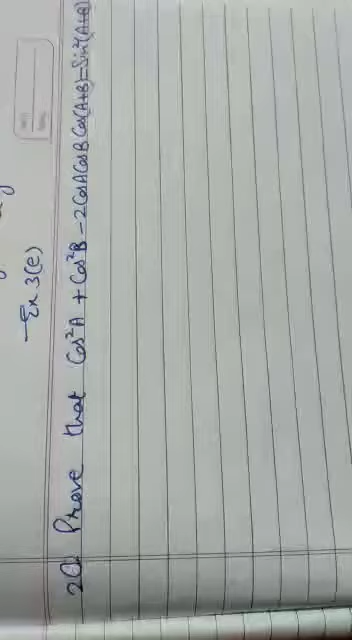 Ex 3(e)
20 Prove that Cos²A + Cos²B - 2CosACosB Cos(A+B) = Sin²(A+B)